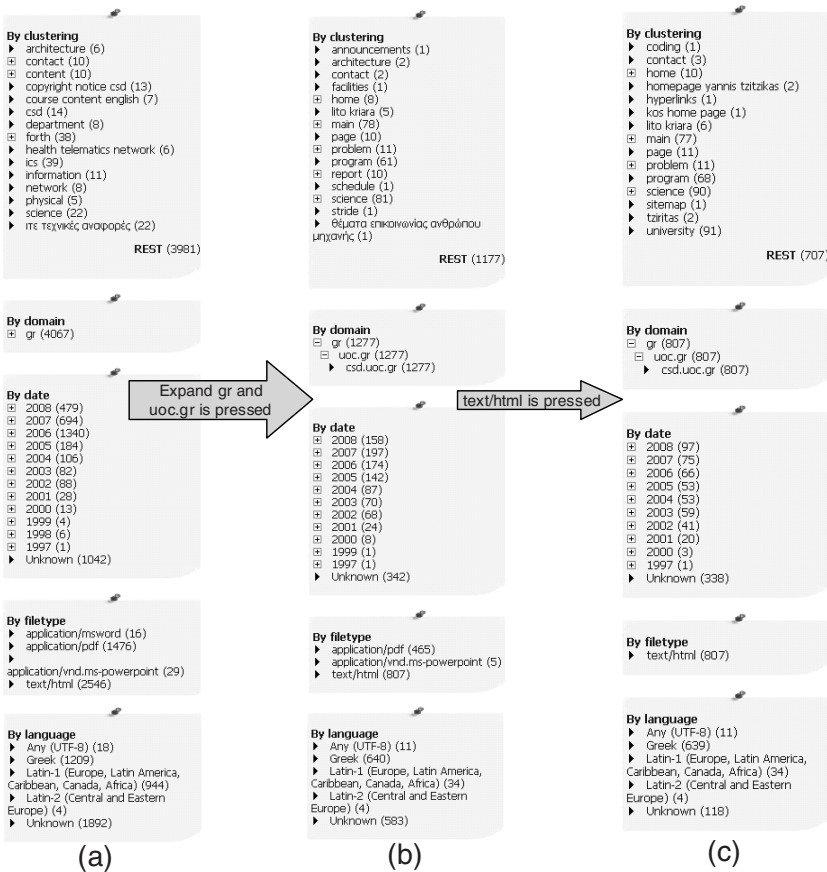 By clustering
architecture (6)
contact (10)
content (10)
copyright notice csd (13)
course content english (7)
csd (14)
department (8)
forth (38)
health telematics network (6)
ics (39)
information (11)
network (8)
physical (5)
science (22)
ιτε τεχνικές αναφορές (22)
REST (3981)
By domain
gr (4067)
By date
2008 (479)
2007 (694)
2006 (1340)
2005 (184)
2004 (106)
2003 (82)
2002 (88)
2001 (28)
2000 (13)
1999 (4)
1998 (6)
1997 (1)
Unknown (1042)
By filetype
application/msword (16)
application/pdf (1476)
application/vnd.ms-powerpoint (29)
text/html (2546)
By language
Any (UTF-8) (18)
Greek (1209)
Latin-1 (Europe, Latin America,
Caribbean, Canada, Africa) (944)
Latin-2 (Central and Eastern
Europe) (4)
Unknown (1892)
(a)
Expand gr and
uoc.gr is pressed
By clustering
announcements (1)
architecture (2)
contact (2)
facilities (1)
home (8)
lito kriara (5)
main (78)
page (10)
problem (11)
program (61)
report (10)
schedule (1)
science (81)
stride (1)
θέματα επικοινωνίας ανθρώπου
μηχανής (1)
REST (1177)
By domain
gr (1277)
uoc.gr (1277)
csd.uoc.gr (1277)
By date
2008 (158)
2007 (197)
2006 (174)
2005 (142)
2004 (87)
2003 (70)
2002 (68)
2001 (24)
2000 (8)
1999 (1)
1997 (1)
Unknown (342)
By filetype
application/pdf (465)
application/vnd.ms-powerpoint (5)
text/html (807)
By language
Any (UTF-8) (11)
Greek (640)
Latin-1 (Europe, Latin America,
Caribbean, Canada, Africa) (34)
Latin-2 (Central and Eastern
Europe) (4)
Unknown (583)
(b)
text/html is pressed
By clustering
coding (1)
contact (3)
home (10)
homepage yannis tzitzikas (2)
hyperlinks (1)
kos home page (1)
lito kriara (6)
main (77)
page (11)
problem (11)
program (68)
science (90)
sitemap (1)
tziritas (2)
university (91)
REST (707)
By domain
gr (807)
uoc.gr (807)
csd.uoc.gr (807)
By date
2008 (97)
2007 (75)
2006 (66)
2005 (53)
2004 (53)
2003 (59)
2002 (41)
2001 (20)
2000 (3)
1997 (1)
Unknown (338)
By filetype
text/html (807)
By language
Any (UTF-8) (11)
Greek (639)
Latin-1 (Europe, Latin America,
Caribbean, Canada, Africa) (34)
Latin-2 (Central and Eastern
Europe) (4)
Unknown (118)
(c)